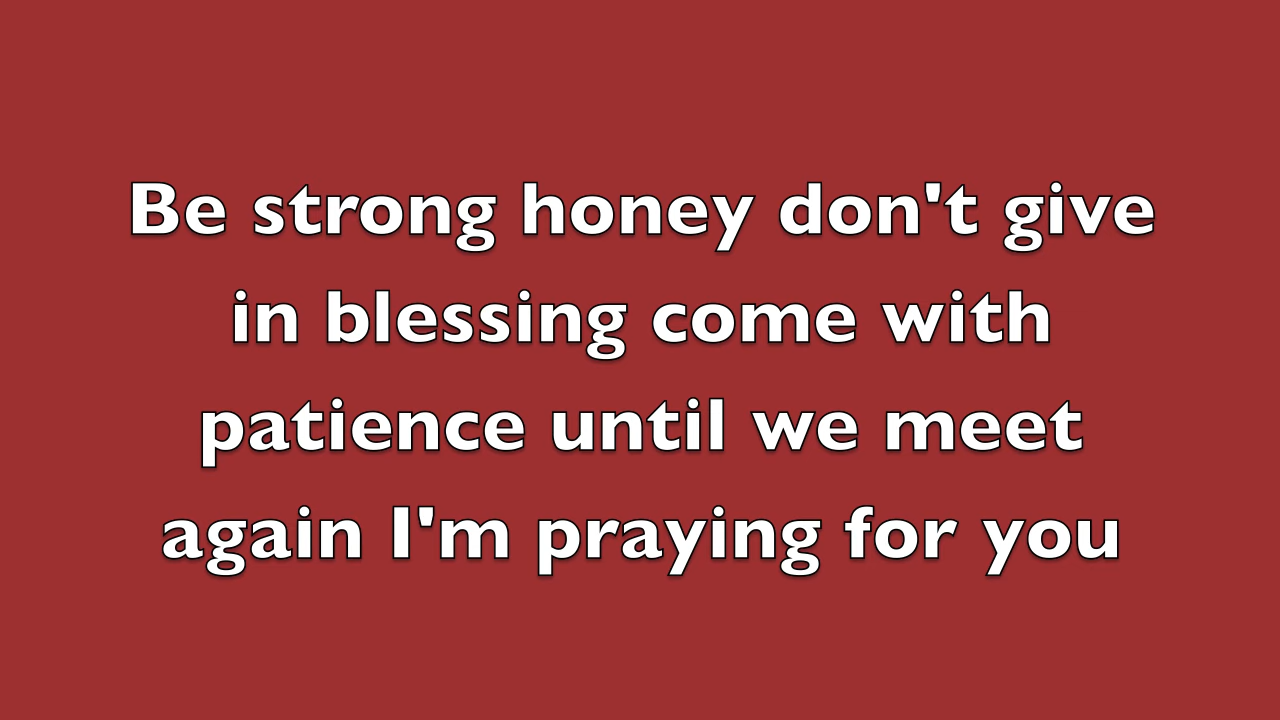 Be strong honey don't give
in blessing come with
patience until we meet
again I'm praying for you